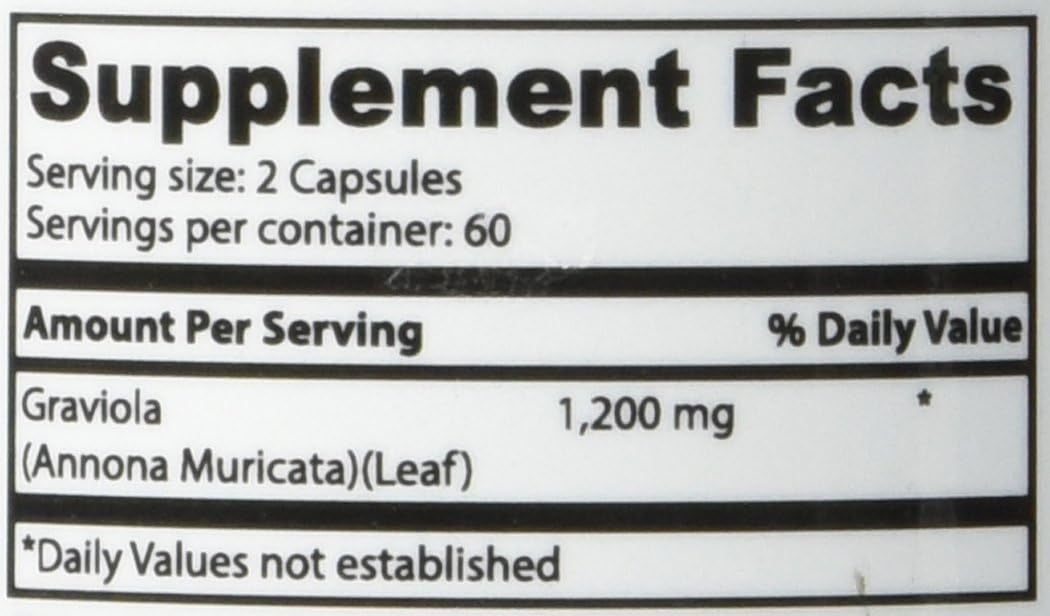 Supplement Facts
Serving size: 2 Capsules
Servings per container: 60
Amount Per Serving % Daily Value
Graviola 1,200 mg *
(Annona Muricata)(Leaf)
*Daily Values not established